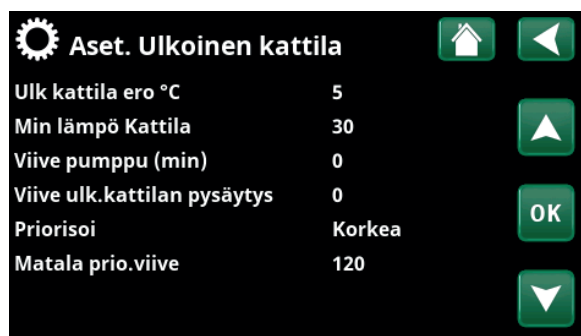 Aset. Ulkoinen kattila
Ulk kattila ero °C 5
Min lämpö Kattila 30
Viive pumppu (min) 0
Viive ulk.kattilan pysäytys 0
Priorisoi Korkea
Matala prio.viive 120
OK